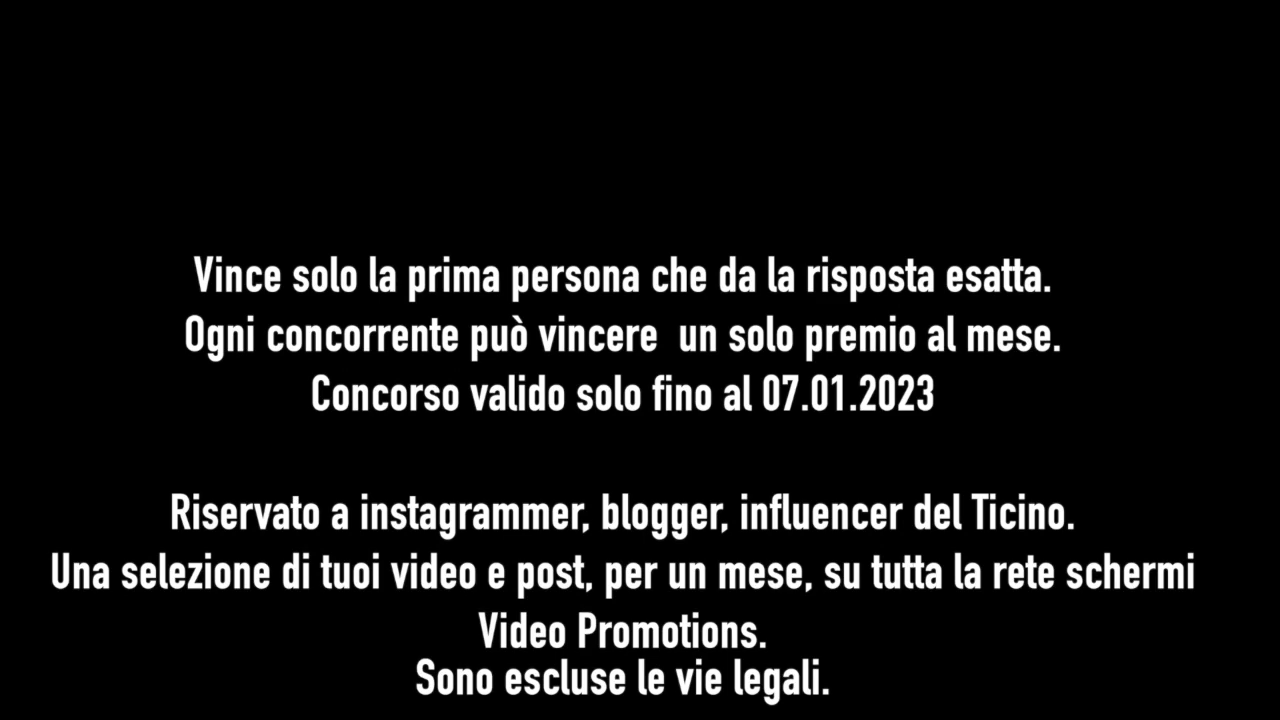 Vince solo la prima persona che da la risposta esatta.
Ogni concorrente può vincere  un solo premio al mese.
Concorso valido solo fino al 07.01.2023
Riservato a instagrammer, blogger, influencer del Ticino.
Una selezione di tuoi video e post, per un mese, su tutta la rete schermi
Video Promotions.
Sono escluse le vie legali.